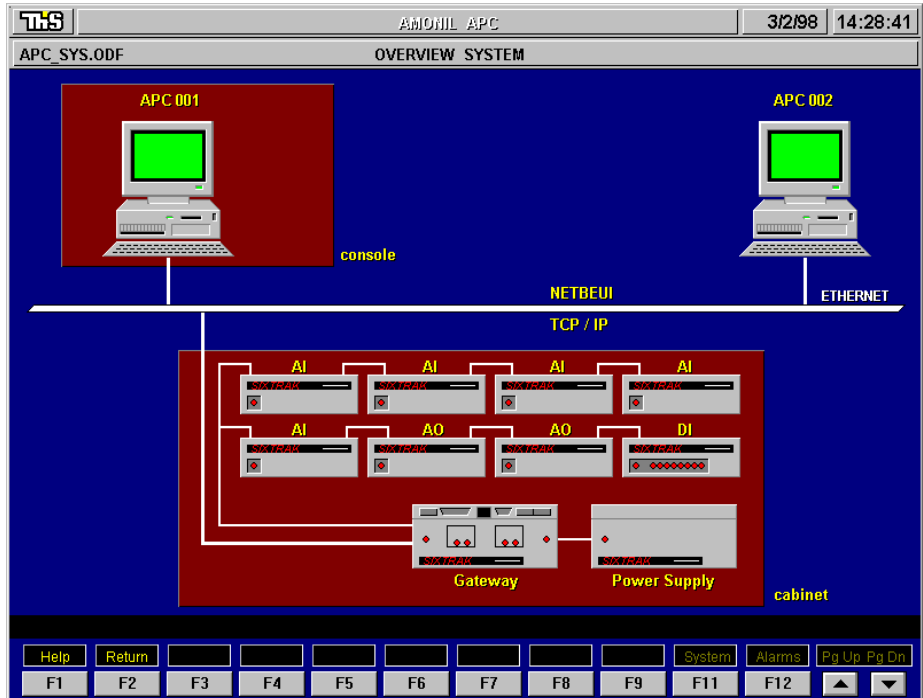 THS AMONIL APC 3/2/98 14:28:41
APC_SYS.ODF OVERVIEW SYSTEM
APC 001 APC 002
console
NETBEUI ETHERNET
TCP / IP
AI AI AI AI
SIXTRAK SIXTRAK SIXTRAK SIXTRAK
AI AO AO DI
SIXTRAK SIXTRAK SIXTRAK SIXTRAK
SIXTRAK SIXTRAK
Gateway Power Supply
cabinet
Help Return System Alarms Pg Up Pg Dn
F1 F2 F3 F4 F5 F6 F7 F8 F9 F11 F12